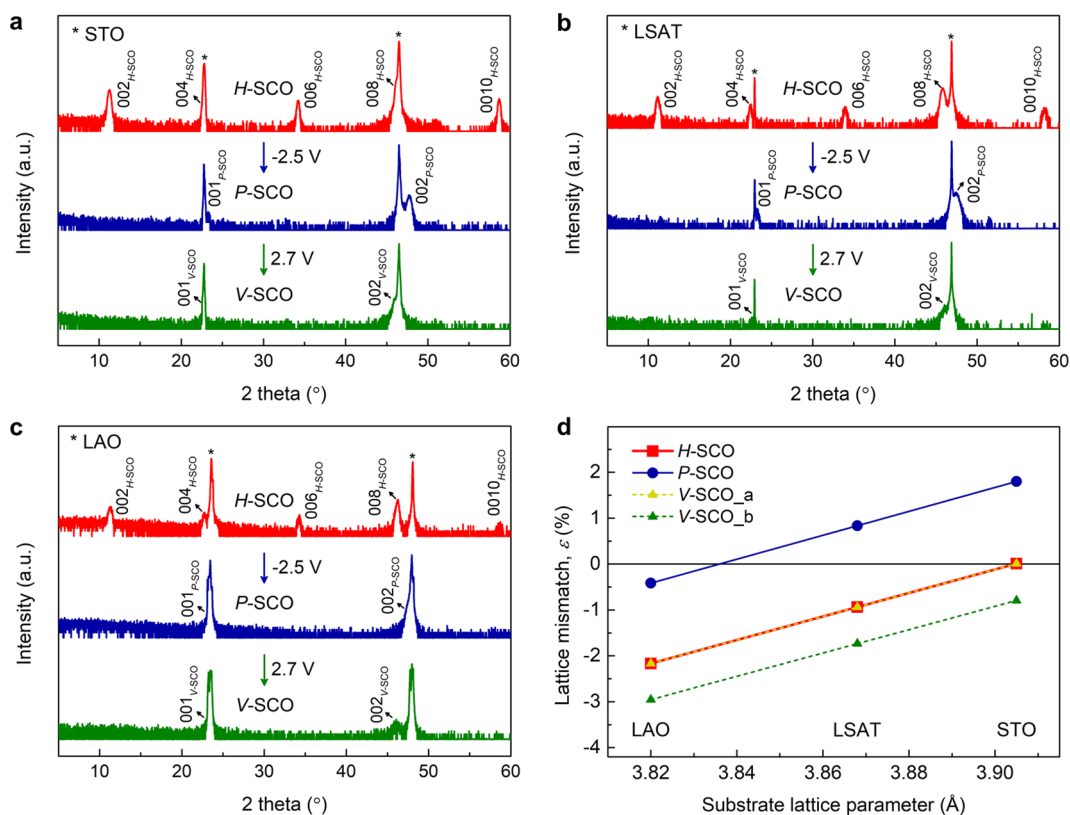 a
* STO
Intensity (a.u.)
002H-SCO
004H-SCO
*
006H-SCO
008H-SCO
*
0010H-SCO
H-SCO
-2.5 V
001P-SCO
P-SCO
002P-SCO
2.7 V
001V-SCO
V-SCO
002V-SCO
10 20 30 40 50 60
2 theta (°)
b
* LSAT
Intensity (a.u.)
002H-SCO
004H-SCO
*
006H-SCO
008H-SCO
*
0010H-SCO
H-SCO
-2.5 V
001P-SCO
P-SCO
002P-SCO
2.7 V
001V-SCO
V-SCO
002V-SCO
10 20 30 40 50 60
2 theta (°)
c
* LAO
Intensity (a.u.)
002H-SCO
004H-SCO
*
006H-SCO
008H-SCO
*
0010H-SCO
H-SCO
-2.5 V
001P-SCO
P-SCO
002P-SCO
2.7 V
001V-SCO
V-SCO
002V-SCO
10 20 30 40 50 60
2 theta (°)
d
H-SCO
P-SCO
V-SCO_a
V-SCO_b
Lattice mismatch, ε (%)
2
1
0
-1
-2
-3
-4
LAO LSAT STO
3.82 3.84 3.86 3.88 3.90
Substrate lattice parameter (Å)